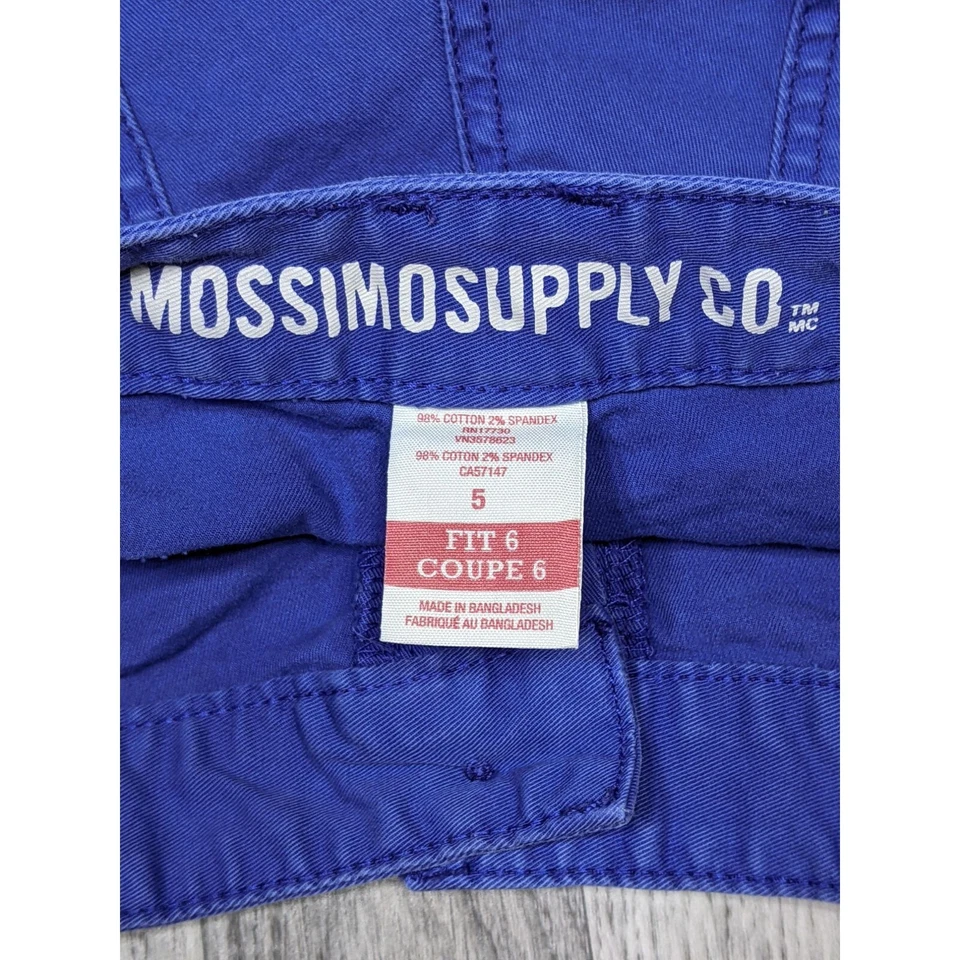 MOSSIMOSUPPLY CO.
TM
MC
98% COTTON 2% SPANDEX
RN17730
VN3578623
98% COTON 2% SPANDEX
CA57147
5
FIT 6
COUPE 6
MADE IN BANGLADESH
FABRIQUÉ AU BANGLADESH